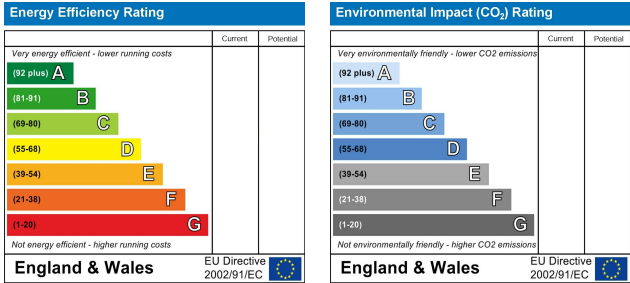 Energy Efficiency Rating
Current Potential
Very energy efficient - lower running costs
(92 plus) A
(81-91) B
(69-80) C
(55-68) D
(39-54) E
(21-38) F
(1-20) G
Not energy efficient - higher running costs
England & Wales
EU Directive
2002/91/EC
Environmental Impact (CO₂) Rating
Current Potential
Very environmentally friendly - lower CO2 emissions
(92 plus) A
(81-91) B
(69-80) C
(55-68) D
(39-54) E
(21-38) F
(1-20) G
Not environmentally friendly - higher CO2 emissions
England & Wales
EU Directive
2002/91/EC